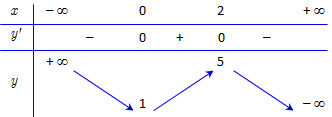 x −∞ 0 2 +∞
y′ − 0 + 0 −
+∞ 5
y
1 −∞